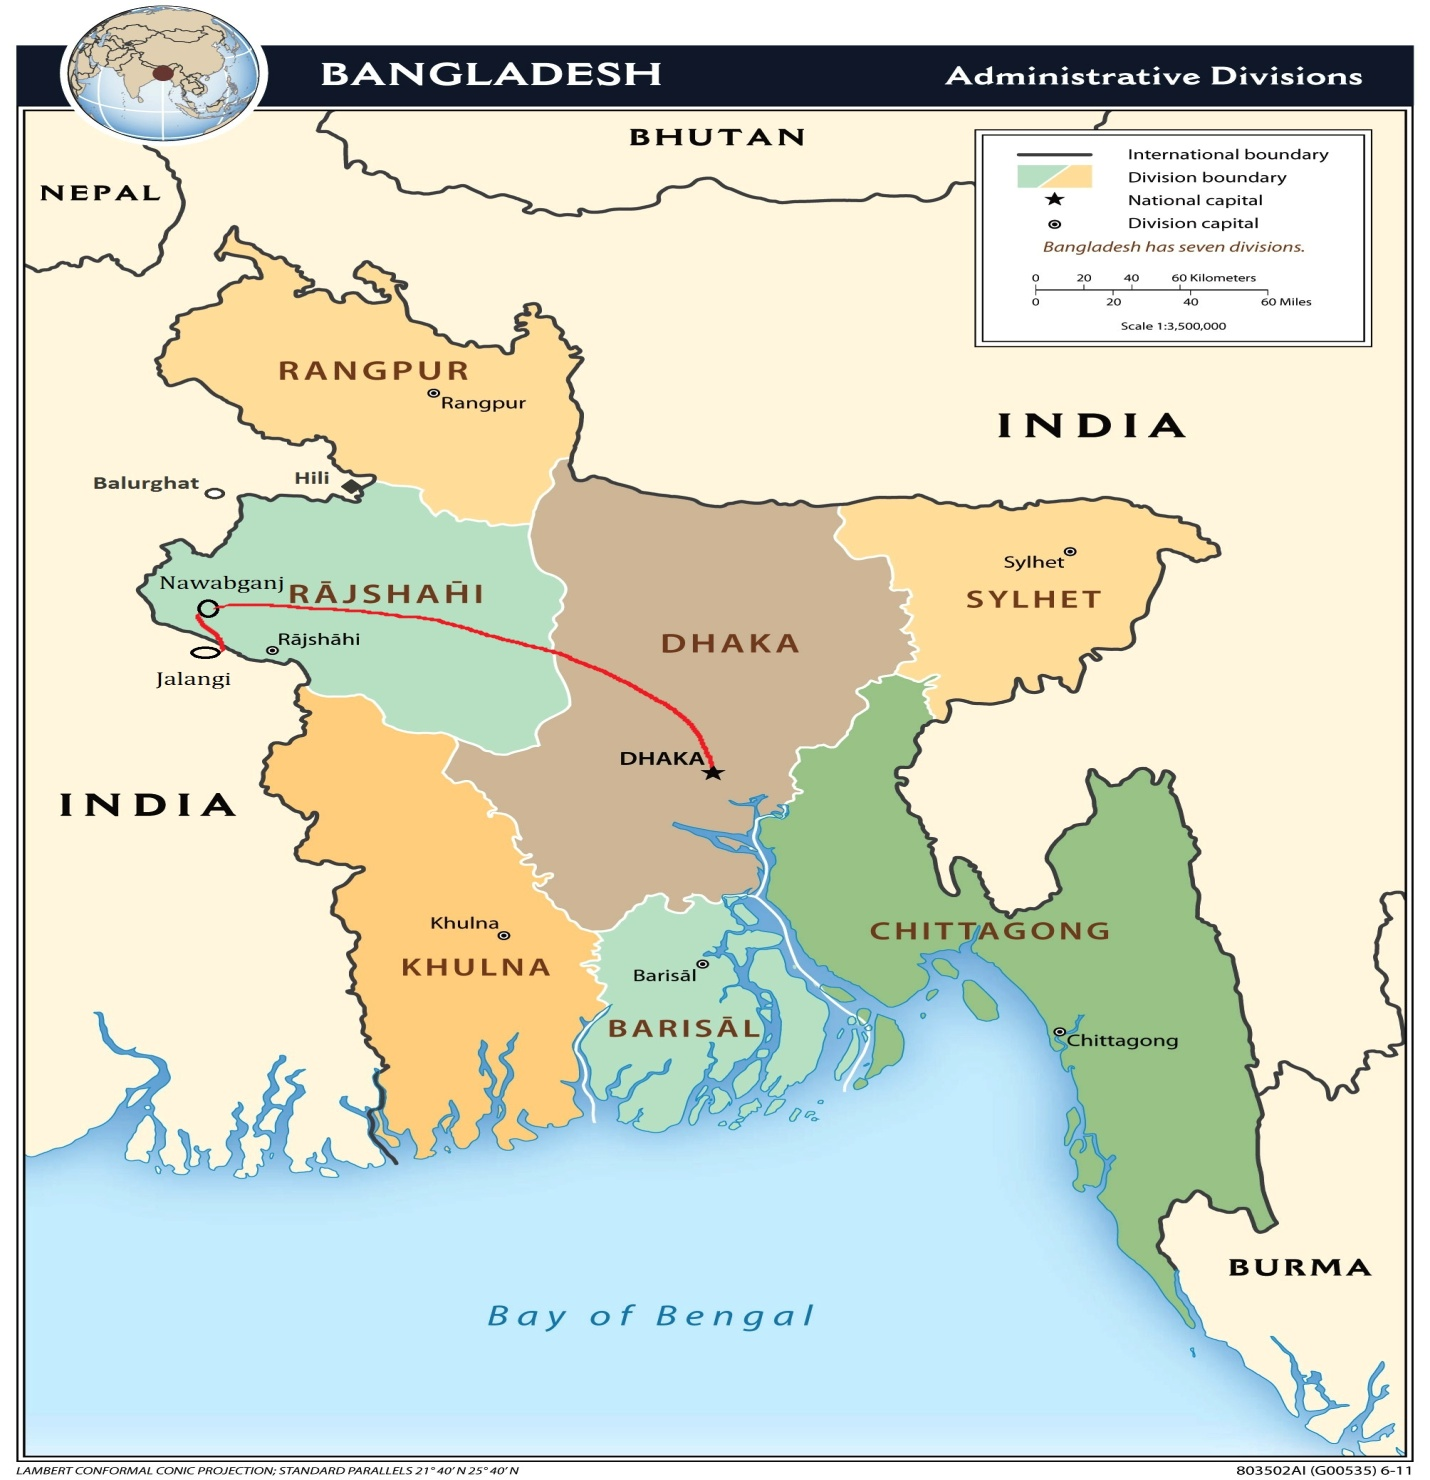 BANGLADESH
Administrative Divisions
BHUTAN
NEPAL
International boundary
Division boundary
National capital
Division capital
Bangladesh has seven divisions.
0 20 40 60 Kilometers
0 20 40 60 Miles
Scale 1:3,500,000
RANGPUR
Rangpur
INDIA
Balurghat
Hili
Sylhet
SYLHET
Nawabganj
RĀJSHAḤI
Rājshāhi
DHAKA
Jalangi
DHAKA
INDIA
Khulna
KHULNA
CHITTAGONG
Barisāl
BARISĀL
Chittagong
BURMA
Bay of Bengal
LAMBERT CONFORMAL CONIC PROJECTION; STANDARD PARALLELS 21° 40' N 25° 40' N
803502AI (G00535) 6-11